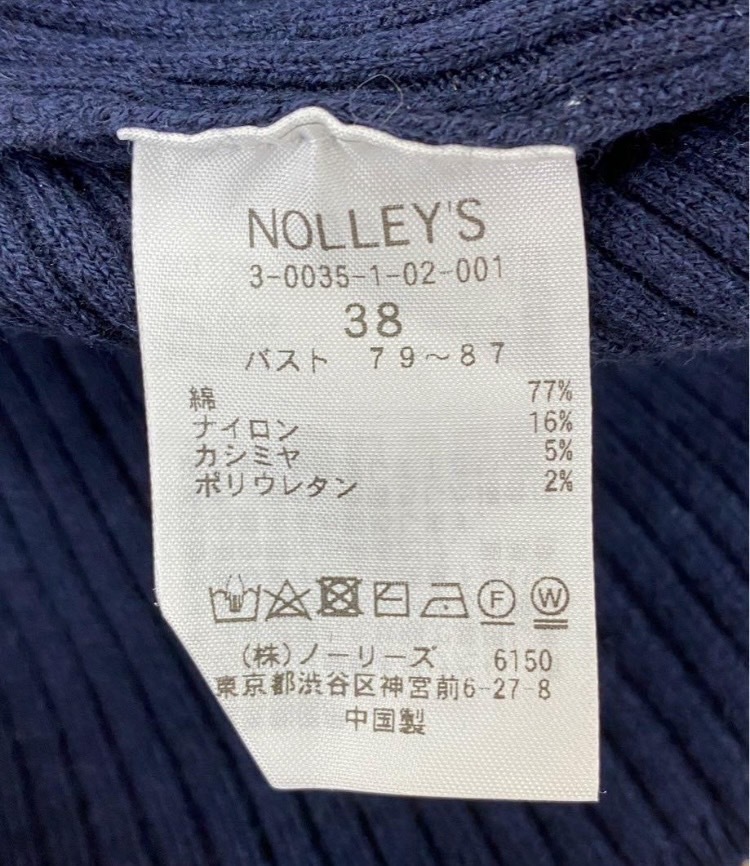 NOLLEY'S
3-0035-1-02-001
38
バスト 79～87
綿 77%
ナイロン 16%
カシミヤ 5%
ポリウレタン 2%
F W
(株)ノーリーズ 6150
東京都渋谷区神宮前6-27-8
中国製